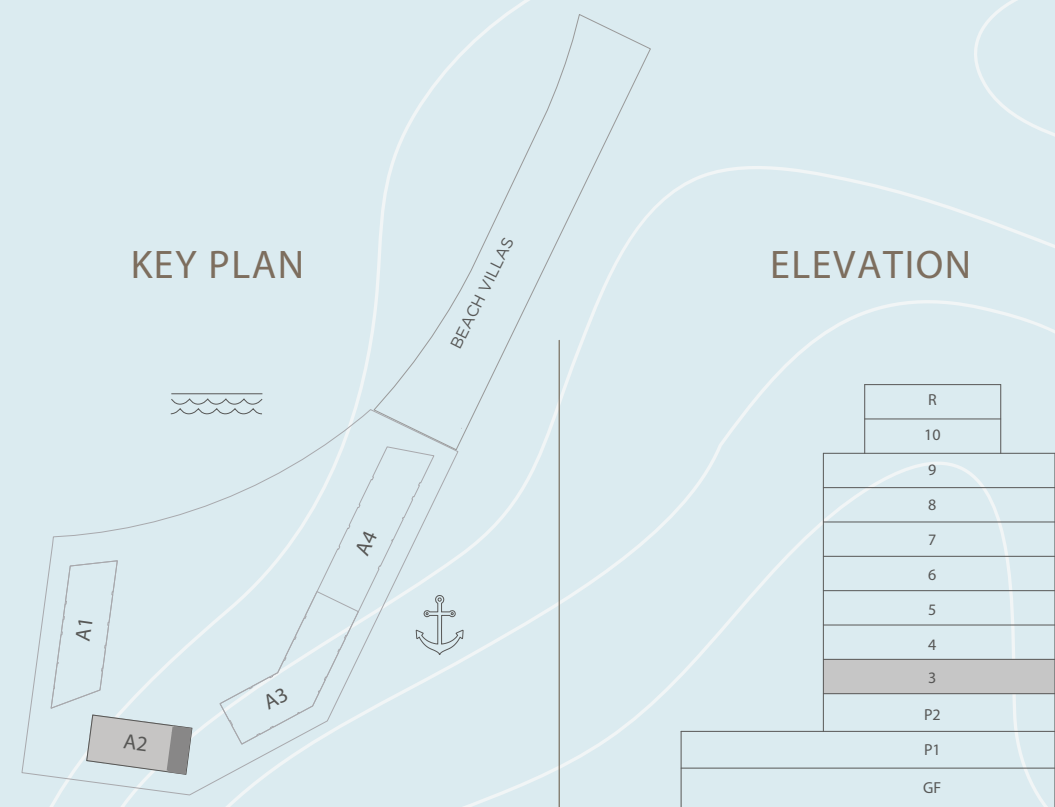 KEY PLAN
BEACH VILLAS
A4
A1
A3
A2
ELEVATION
R
10
9
8
7
6
5
4
3
P2
P1
GF